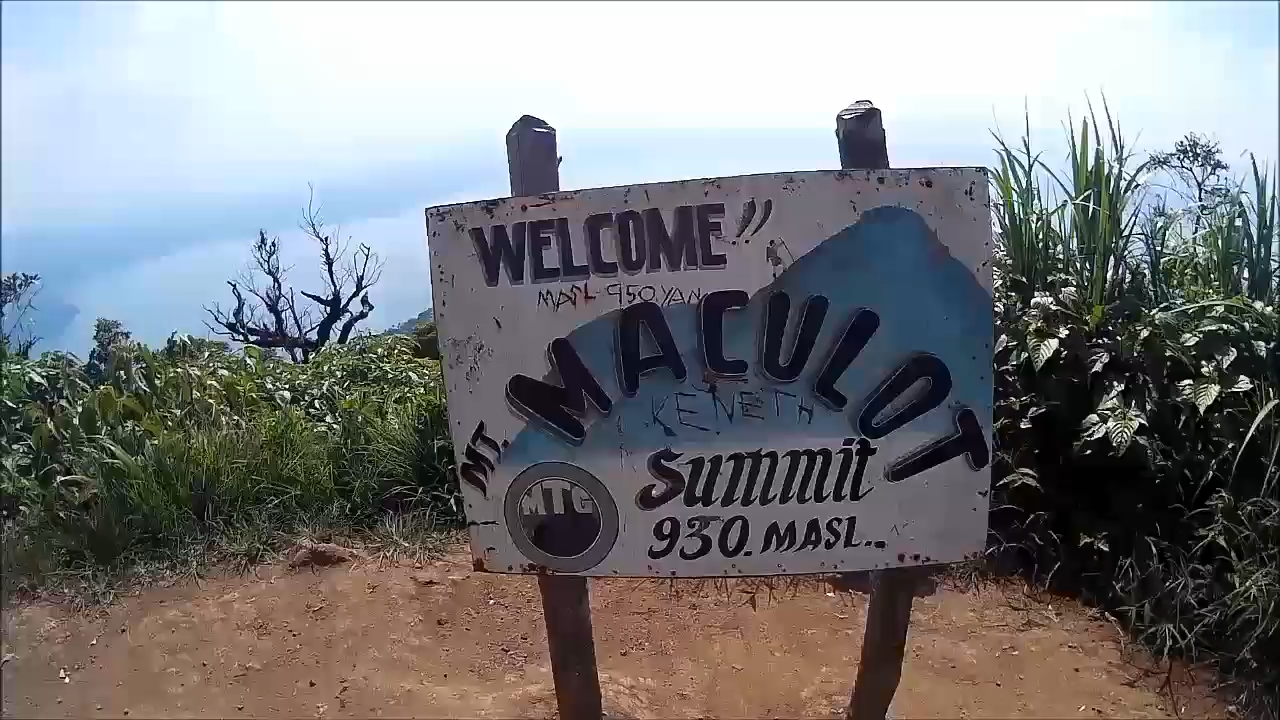 WELCOME"
MASL 950 YAN
MT. MACULOT
KENETH
Summit
MTG
930. MASL..